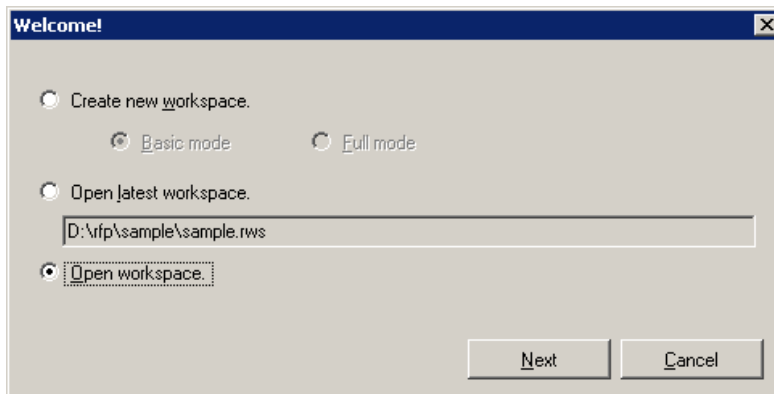 Welcome!
Create new workspace.
Basic mode Full mode
Open latest workspace.
D:\rfp\sample\sample.rws
Open workspace.
Next Cancel